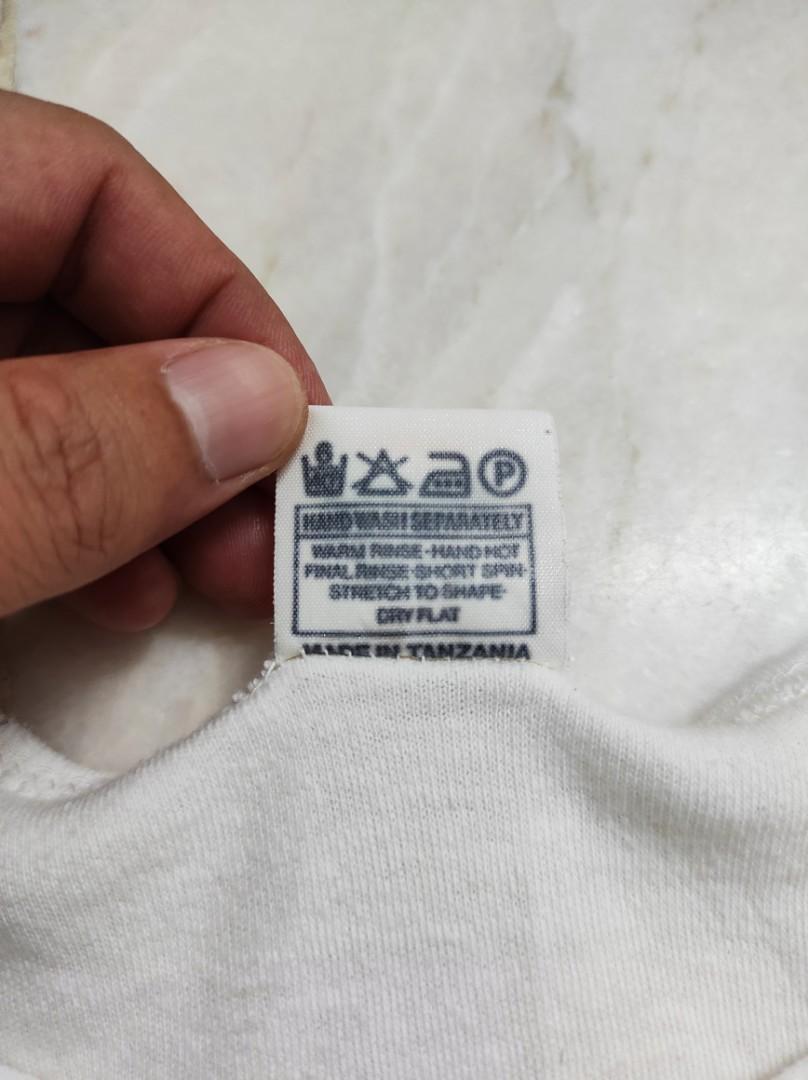 P
HAND WASH SEPARATELY
WARM RINSE-HAND HOT
FINAL RINSE-SHORT SPIN-
STRETCH TO SHAPE-
DRY FLAT
MADE IN TANZANIA